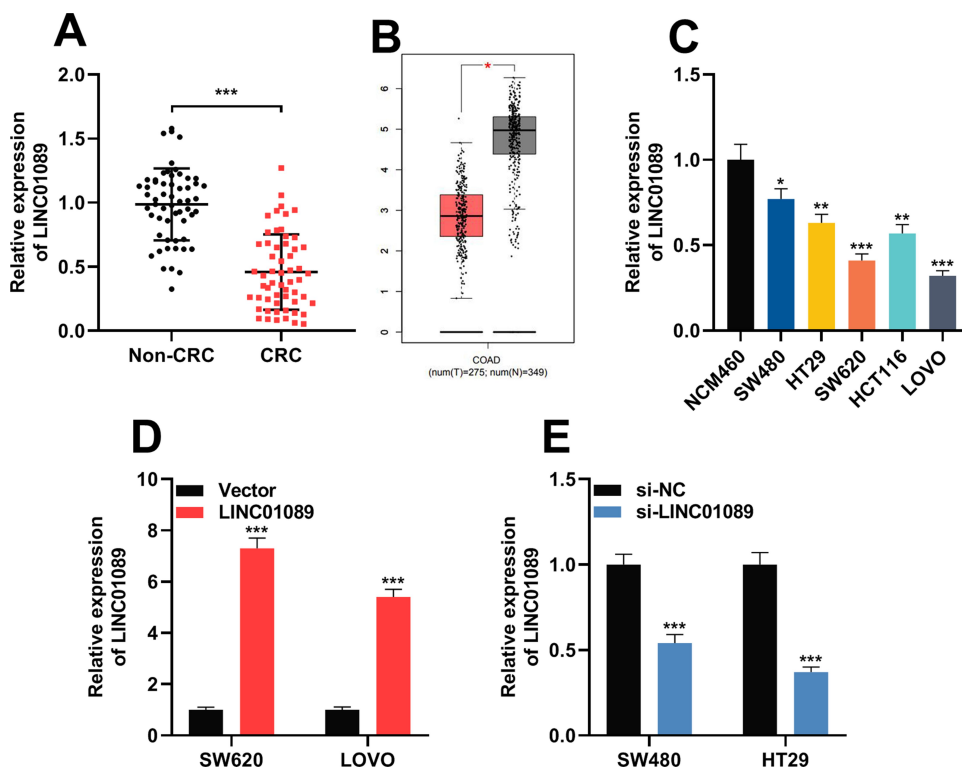 A
Relative expression
of LINC01089
2.0
1.5
1.0
0.5
0.0
***
Non-CRC
CRC
B
6
5
4
3
2
1
0
*
COAD
(num(T)=275; num(N)=349)
C
Relative expression
of LINC01089
1.5
1.0
0.5
0.0
*
**
***
**
***
NCM460
SW480
HT29
SW620
HCT116
LOVO
D
Relative expression
of LINC01089
10
8
6
4
2
0
Vector
LINC01089
***
***
SW620
LOVO
E
Relative expression
of LINC01089
1.5
1.0
0.5
0.0
si-NC
si-LINC01089
***
***
SW480
HT29